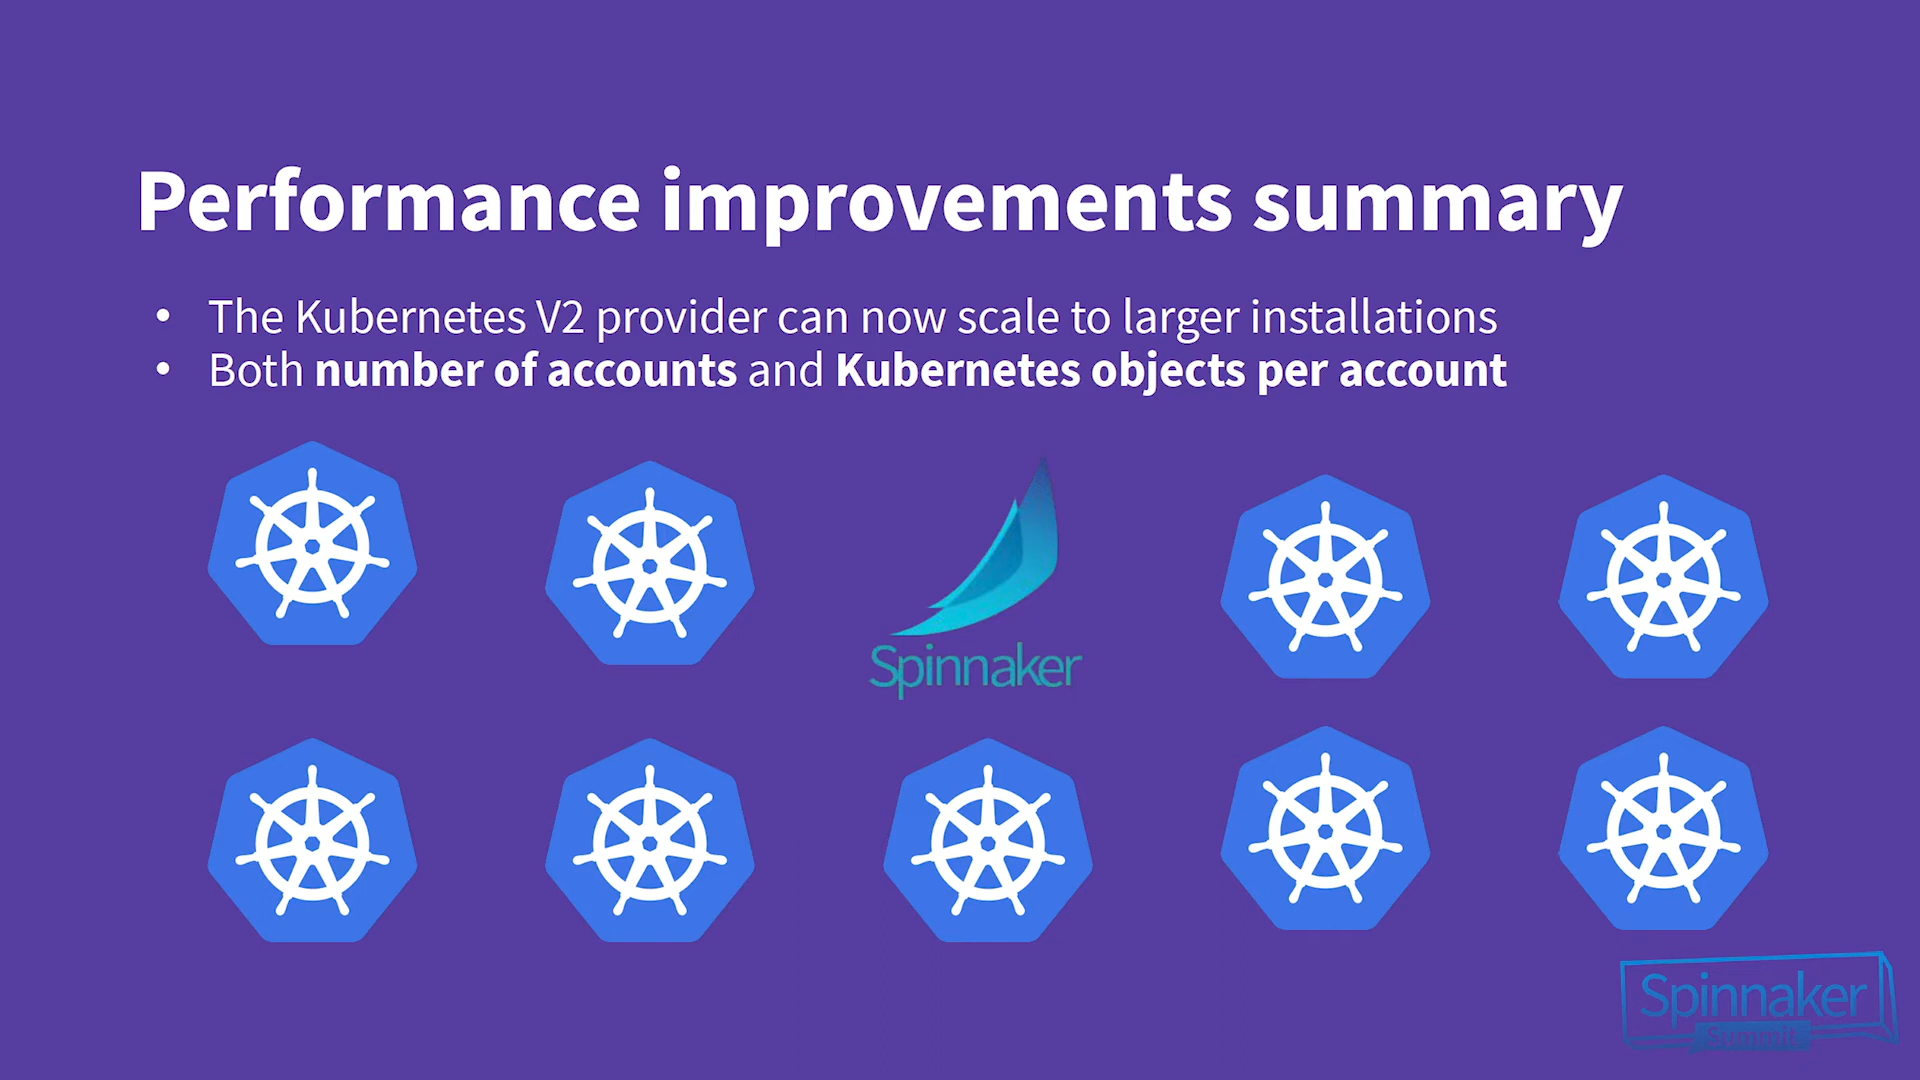 Performance improvements summary
• The Kubernetes V2 provider can now scale to larger installations
• Both number of accounts and Kubernetes objects per account
Spinnaker
Spinnaker
Summit